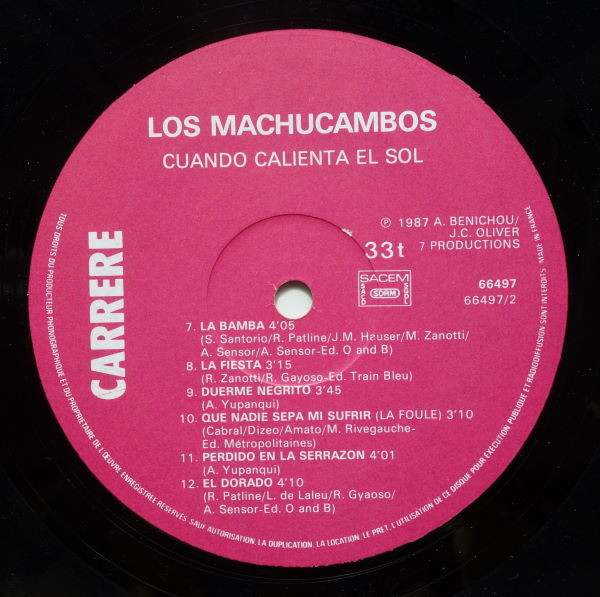 LOS MACHUCAMBOS
CUANDO CALIENTA EL SOL
CARRERE
℗ 1987 A. BENICHOU/
J.C. OLIVER
7 PRODUCTIONS
33t
SACEM
SACD SDRM SGDL
66497
66497/2
7. LA BAMBA 4'05
(S. Santorio/R. Patline/J.M. Hauser/M. Zanotti/
A. Sensor/A. Sensor-Ed. O and B)
8. LA FIESTA 3'15
(R. Zanotti/R. Gayoso-Ed. Train Bleu)
9. DUERME NEGRITO 3'45
(A. Yupanqui)
10. QUE NADIE SEPA MI SUFRIR (LA FOULE) 3'10
(Cabral/Dizeo/Amato/M. Rivegauche-
Ed. Métropolitaines)
11. PERDIDO EN LA SERRAZON 4'01
(A. Yupanqui)
12. EL DORADO 4'10
(R. Patline/L. de Laleu/R. Gyaoso/
A. Sensor-Ed. O and B)
TOUS DROITS DU PRODUCTEUR PHONOGRAPHIQUE ET DU PROPRIETAIRE DE L'ŒUVRE ENREGISTREE RESERVES. SAUF AUTORISATION, LA DUPLICATION, LA LOCATION, LE PRET, L'UTILISATION DE CE DISQUE POUR EXÉCUTION PUBLIQUE ET RADIODIFFUSION SONT INTERDITS. MADE IN FRANCE